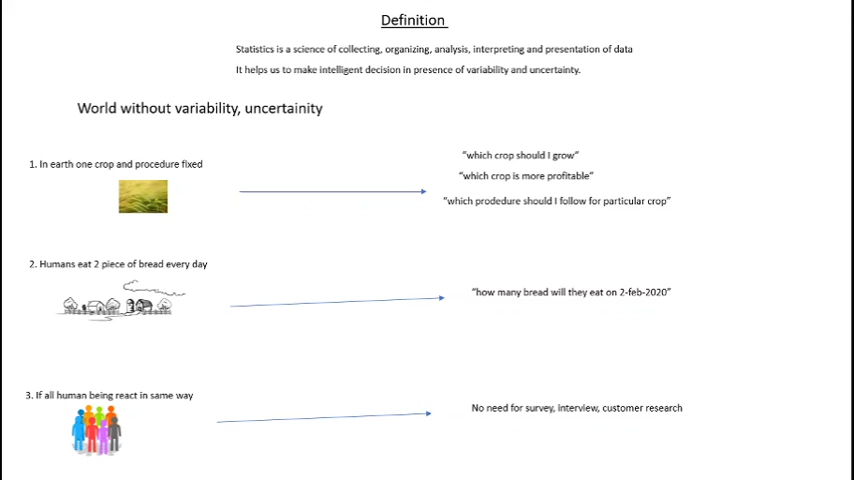 Definition
Statistics is a science of collecting, organizing, analysis, interpreting and presentation of data
It helps us to make intelligent decision in presence of variability and uncertainty.
World without variability, uncertainity
1. In earth one crop and procedure fixed
"which crop should I grow"
"which crop is more profitable"
"which prodedure should I follow for particular crop"
2. Humans eat 2 piece of bread every day
"how many bread will they eat on 2-feb-2020"
3. If all human being react in same way
No need for survey, interview, customer research